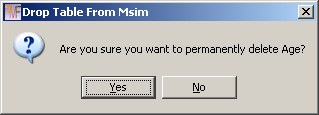 Drop Table From Msim
Are you sure you want to permanently delete Age?
Yes
No